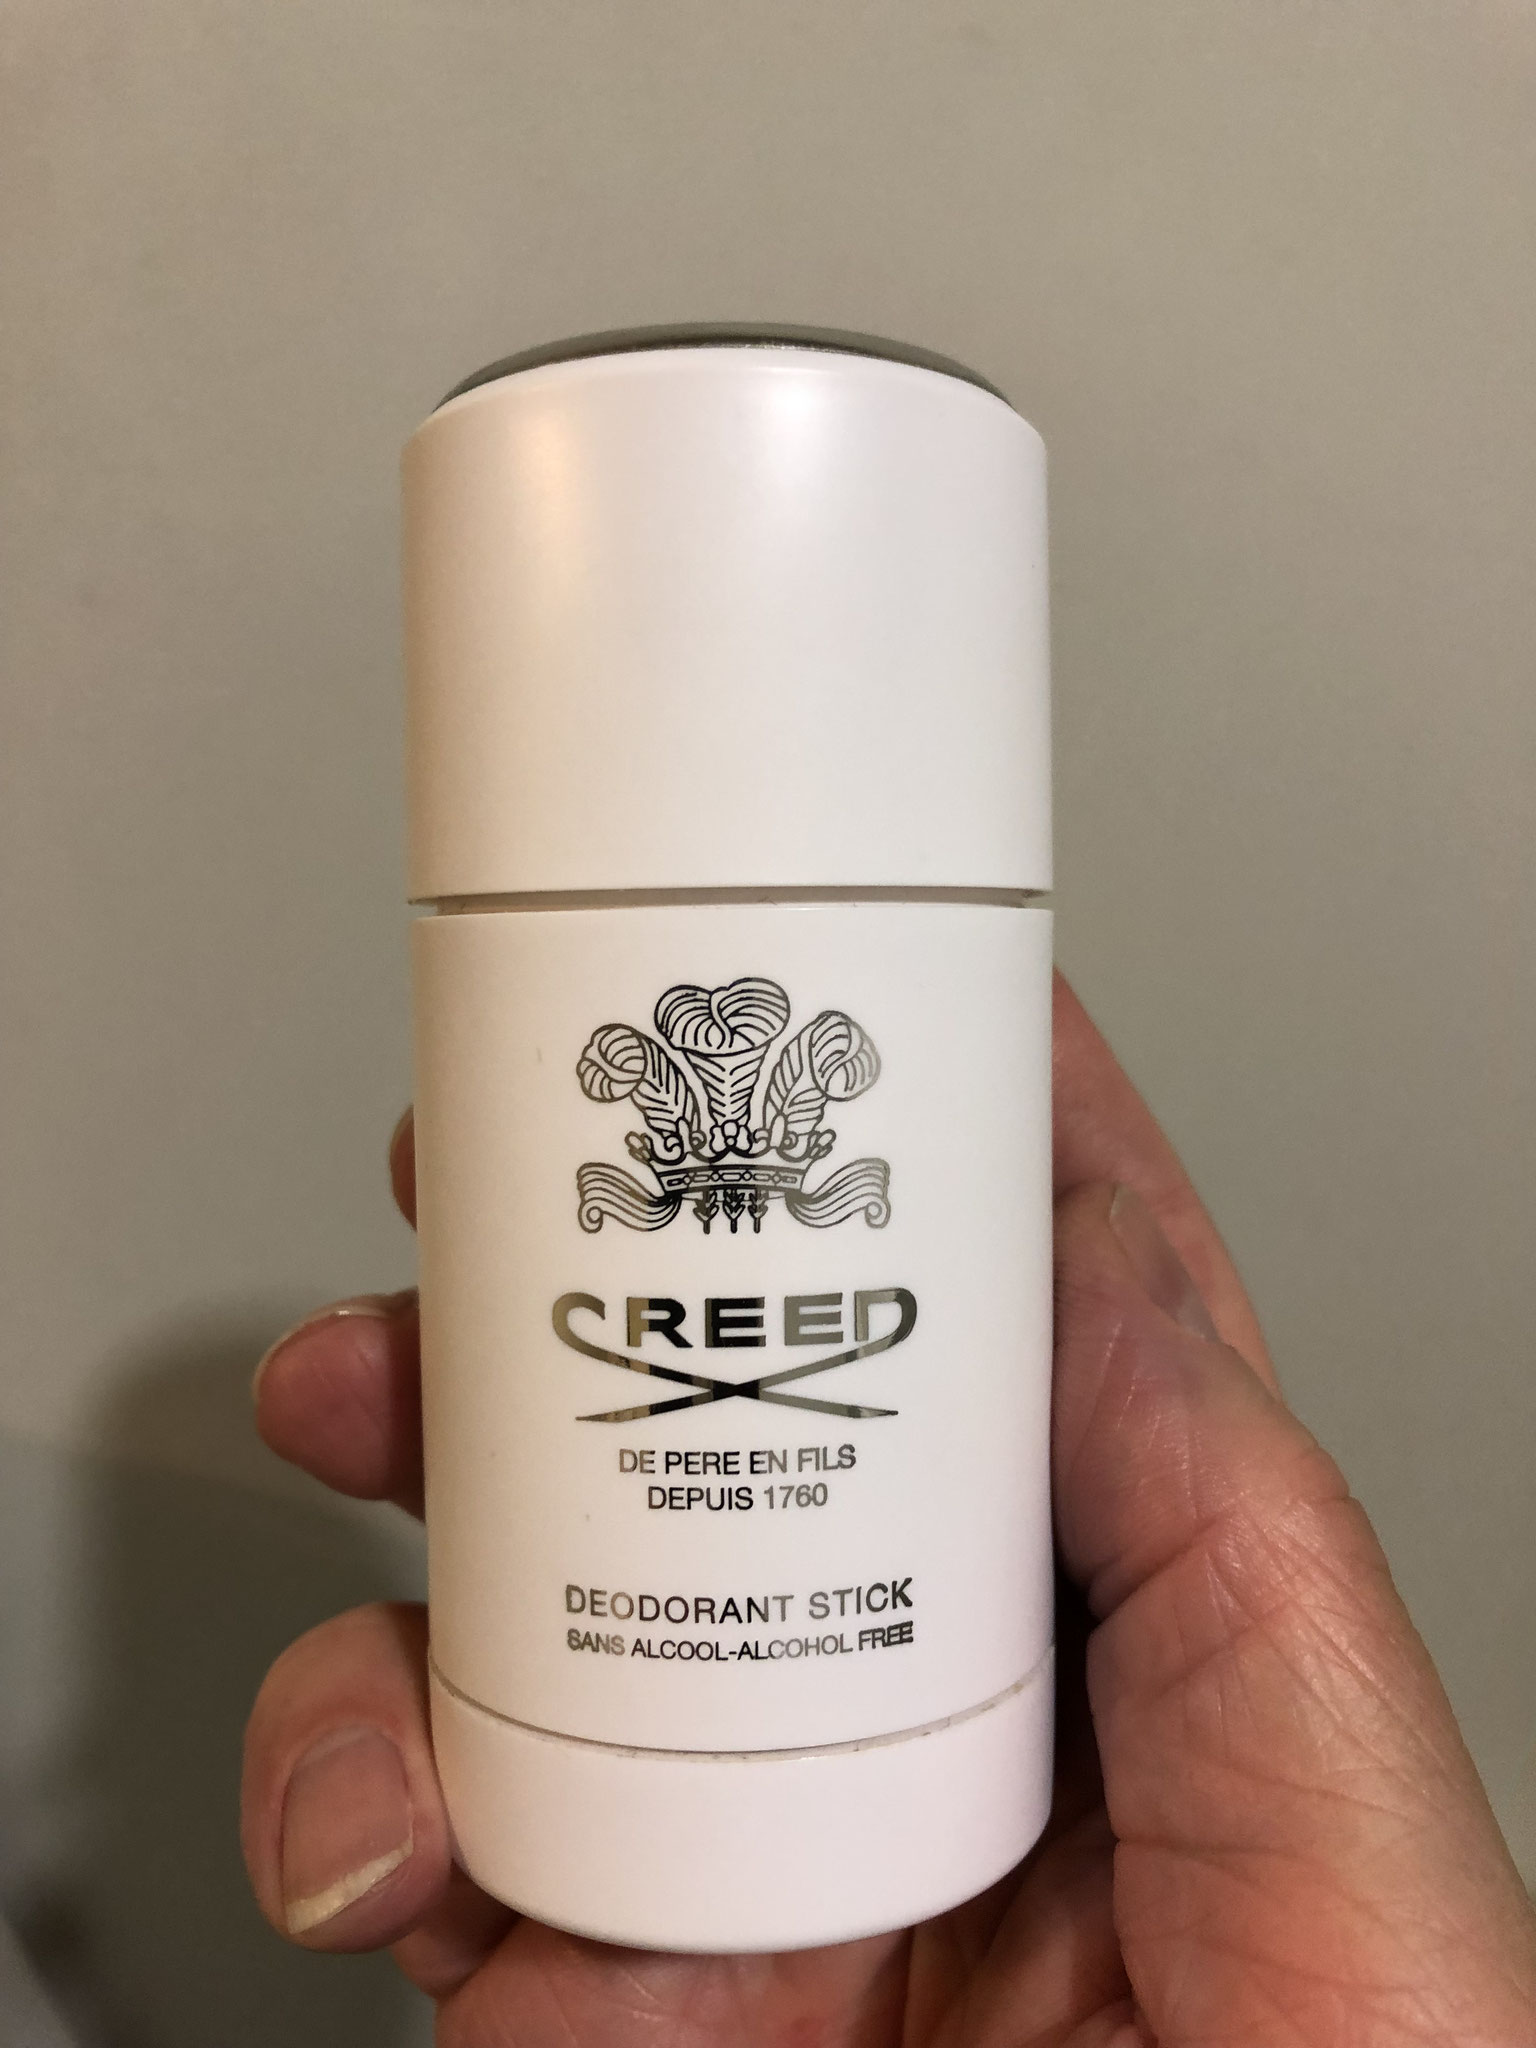 CREED
DE PERE EN FILS
DEPUIS 1760
DEODORANT STICK
SANS ALCOOL-ALCOHOL FREE